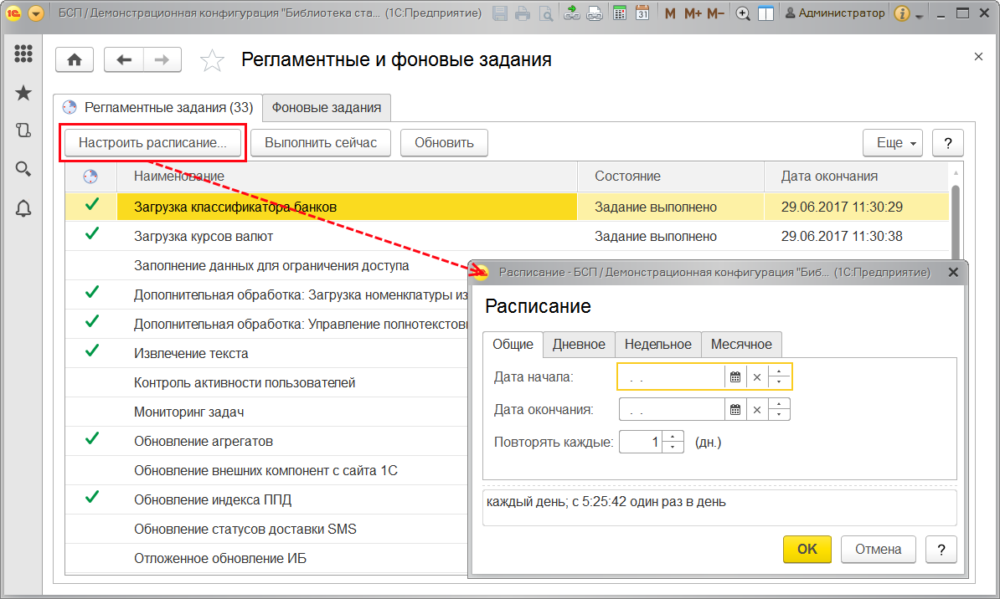 БСП / Демонстрационная конфигурация "Библиотека ста... (1С:Предприятие) 31 M M+ M- Администратор
Регламентные и фоновые задания
Регламентные задания (33) Фоновые задания
Настроить расписание... Выполнить сейчас Обновить Еще ?
Наименование Состояние Дата окончания
Загрузка классификатора банков Задание выполнено 29.06.2017 11:30:29
Загрузка курсов валют Задание выполнено 29.06.2017 11:30:38
Заполнение данных для ограничения доступа
Дополнительная обработка: Загрузка номенклатуры из
Дополнительная обработка: Управление полнотекстовы
Извлечение текста
Контроль активности пользователей
Мониторинг задач
Обновление агрегатов
Обновление внешних компонент с сайта 1С
Обновление индекса ППД
Обновление статусов доставки SMS
Отложенное обновление ИБ
Расписание - БСП / Демонстрационная конфигурация "Биб... (1С:Предприятие)
Расписание
Общие Дневное Недельное Месячное
Дата начала: . .
Дата окончания: . .
Повторять каждые: 1 (дн.)
каждый день; с 5:25:42 один раз в день
ОК Отмена ?